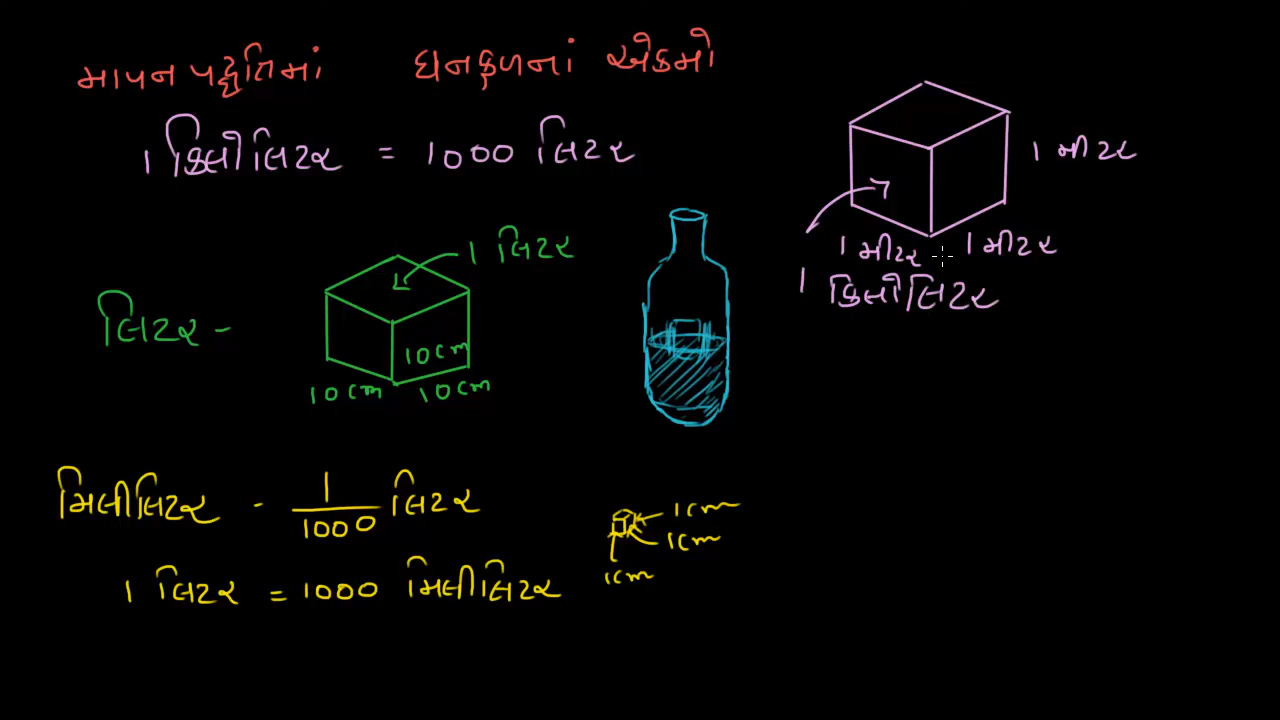 માપન પદ્ધતિમાં ઘનફળનાં એકમો
1 કિલોલિટર = 1000 લિટર
1 મીટર
1 મીટર
1 મીટર
1 કિલોલિટર
1 લિટર
લિટર -
10cm
10cm
10cm
મિલીલિટર - 1/1000 લિટર
1cm
1cm
1cm
1 લિટર = 1000 મિલીલિટર